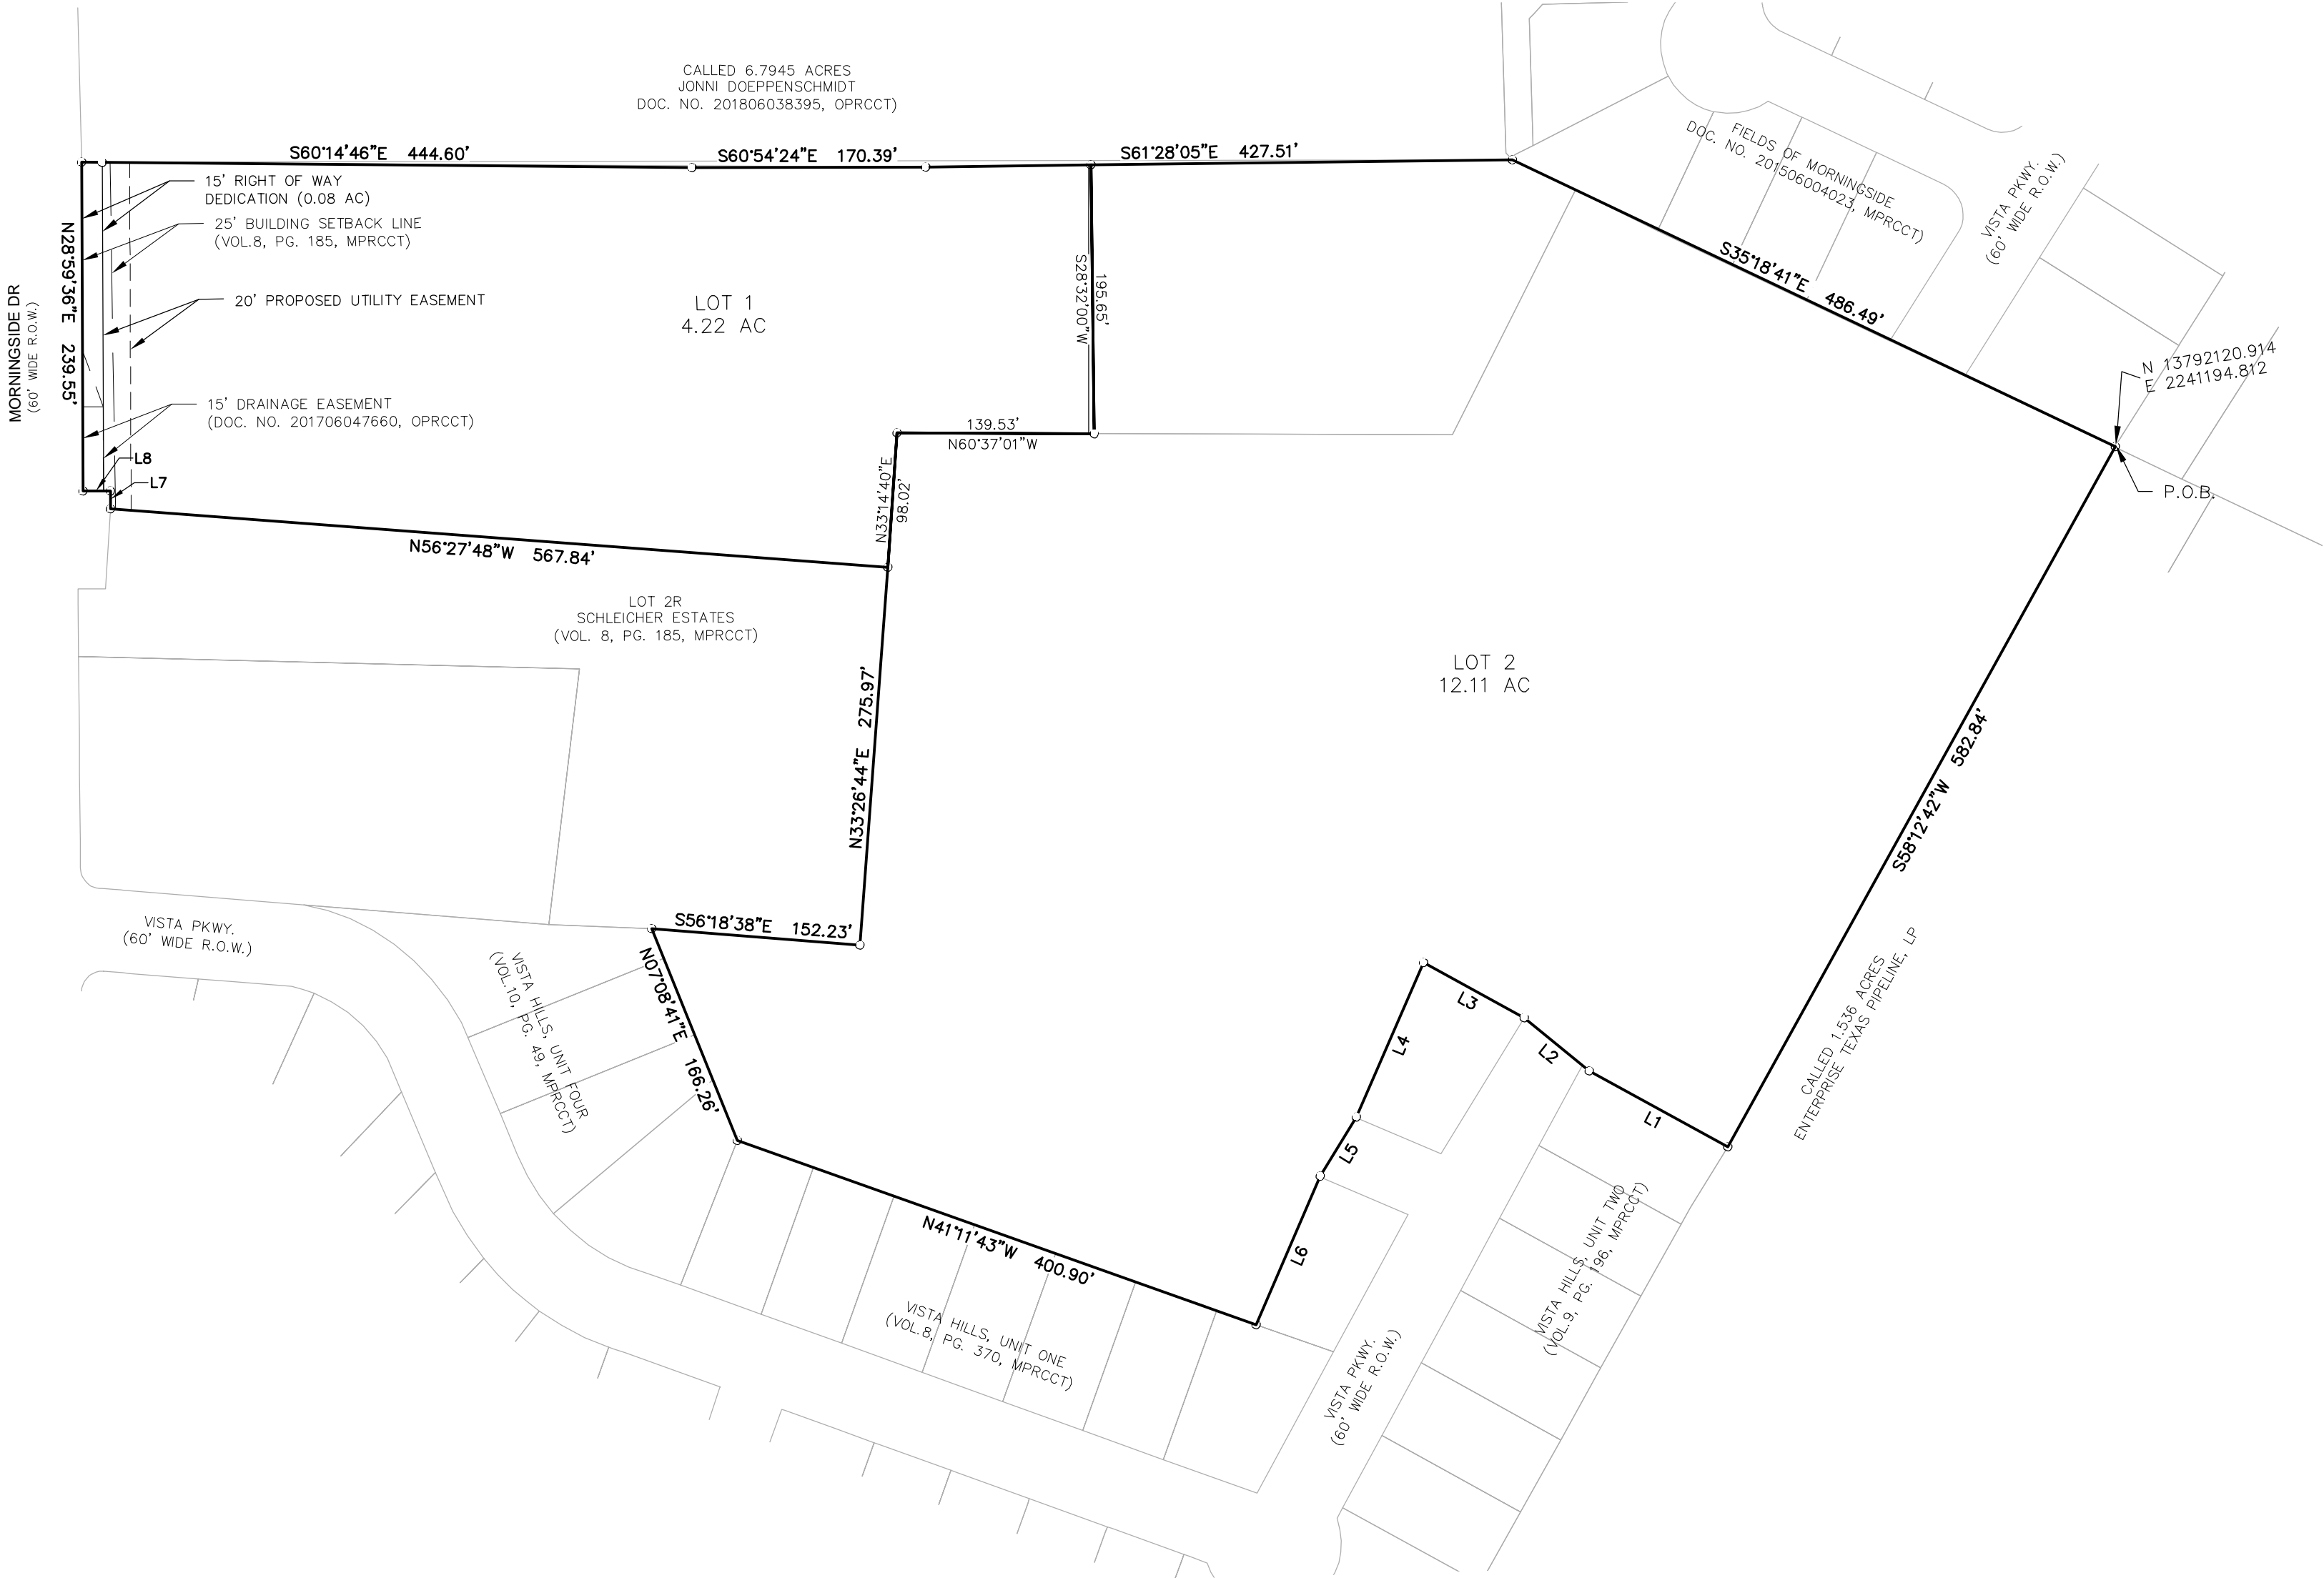 CALLED 6.7945 ACRES
JONNI DOEPPENSCHMIDT
DOC. NO. 201806038395, OPRCCT)
S60°14'46"E 444.60'
S60°54'24"E 170.39'
S61°28'05"E 427.51'
FIELDS OF MORNINGSIDE
DOC. NO. 201506004023, MPRCCT)
VISTA PKWY.
(60' WIDE R.O.W.)
15' RIGHT OF WAY
DEDICATION (0.08 AC)
25' BUILDING SETBACK LINE
(VOL.8, PG. 185, MPRCCT)
20' PROPOSED UTILITY EASEMENT
15' DRAINAGE EASEMENT
(DOC. NO. 201706047660, OPRCCT)
L8
L7
MORNINGSIDE DR
(60' WIDE R.O.W.)
N28°59'36"E 239.55'
LOT 1
4.22 AC
S28°32'00"W
195.65'
S35°18'41"E 486.49'
N 13792120.914
E 2241194.812
P.O.B.
139.53'
N60°37'01"W
N33°14'40"E
98.02'
N56°27'48"W 567.84'
LOT 2R
SCHLEICHER ESTATES
(VOL. 8, PG. 185, MPRCCT)
LOT 2
12.11 AC
N33°26'44"E 275.97'
S58°12'42"W 582.84'
S56°18'38"E 152.23'
VISTA PKWY.
(60' WIDE R.O.W.)
VISTA HILLS, UNIT FOUR
(VOL.10, PG. 49, MPRCCT)
N07°08'41"E 166.26'
L3
L4
L2
L1
L5
L6
CALLED 1.536 ACRES
ENTERPRISE TEXAS PIPELINE, LP
N41°11'43"W 400.90'
VISTA HILLS, UNIT ONE
(VOL.8, PG. 370, MPRCCT)
VISTA HILLS, UNIT TWO
(VOL.9, PG. 196, MPRCCT)
VISTA PKWY.
(60' WIDE R.O.W.)